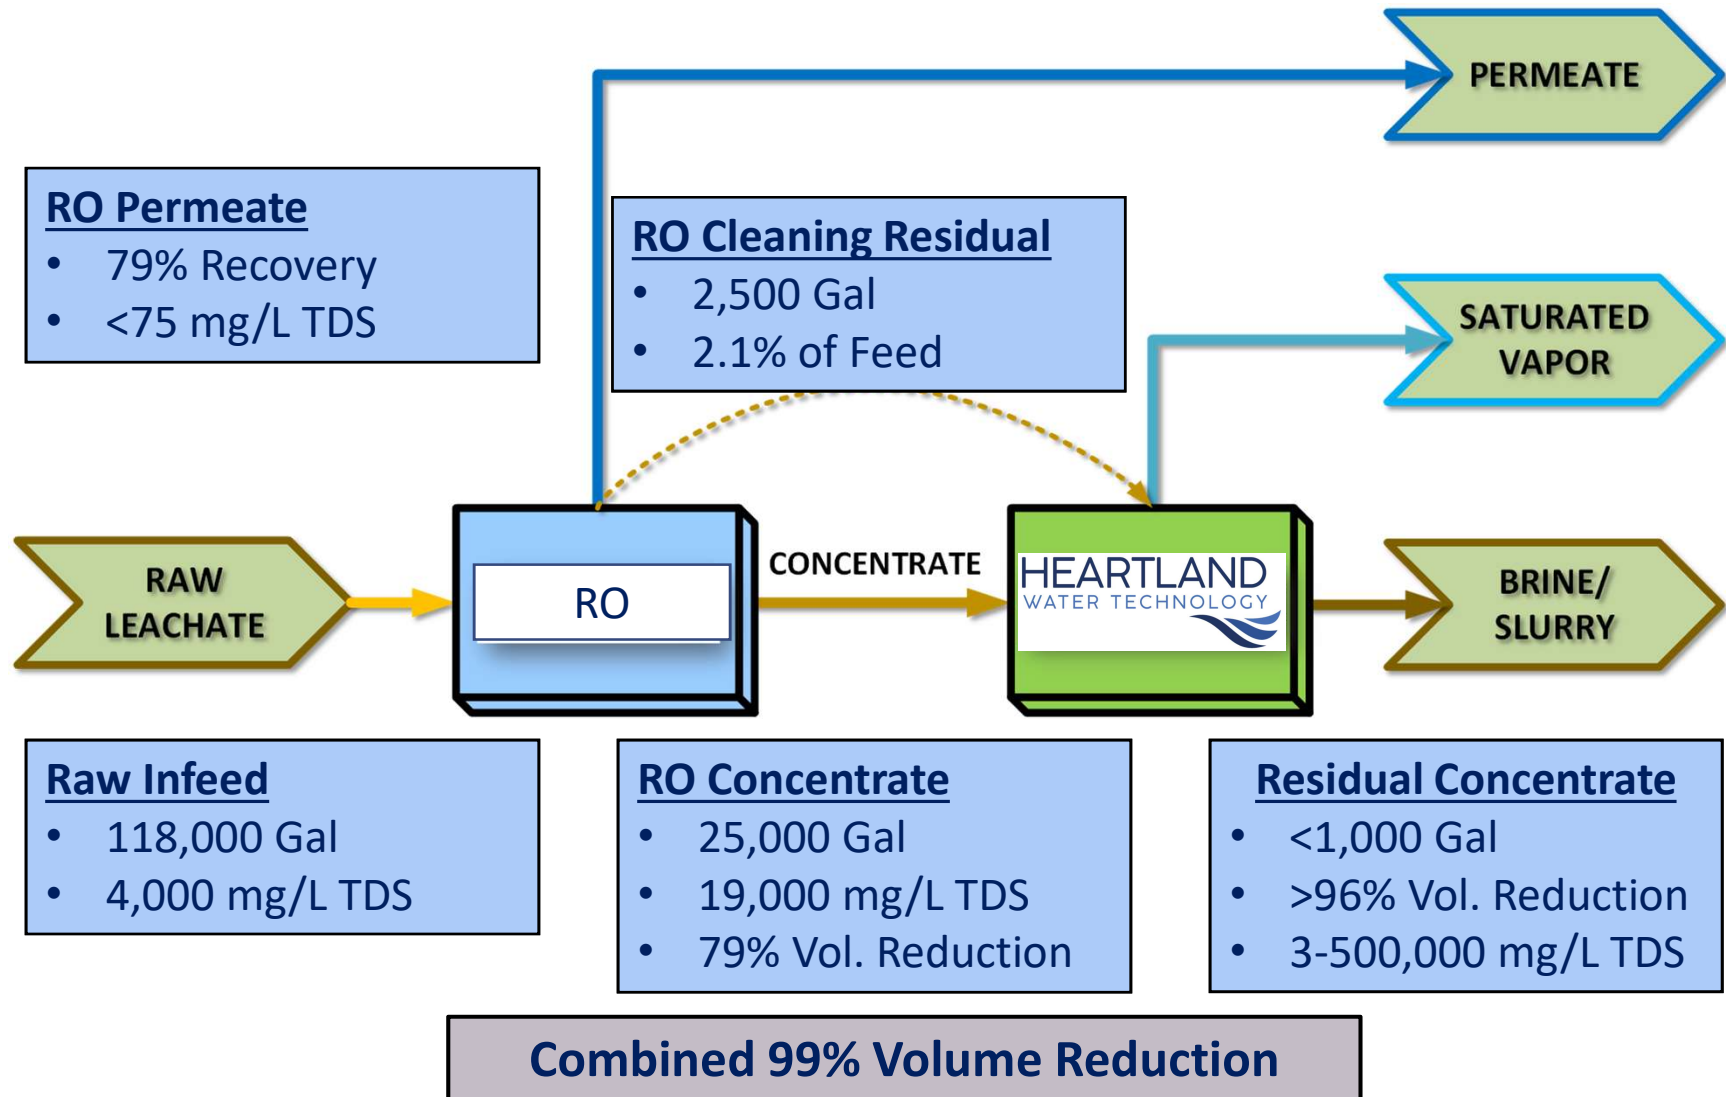 PERMEATE
RO Permeate
• 79% Recovery
• <75 mg/L TDS
RO Cleaning Residual
• 2,500 Gal
• 2.1% of Feed
SATURATED
VAPOR
RAW
LEACHATE
RO
CONCENTRATE
HEARTLAND
WATER TECHNOLOGY
BRINE/
SLURRY
Raw Infeed
• 118,000 Gal
• 4,000 mg/L TDS
RO Concentrate
• 25,000 Gal
• 19,000 mg/L TDS
• 79% Vol. Reduction
Residual Concentrate
• <1,000 Gal
• >96% Vol. Reduction
• 3-500,000 mg/L TDS
Combined 99% Volume Reduction